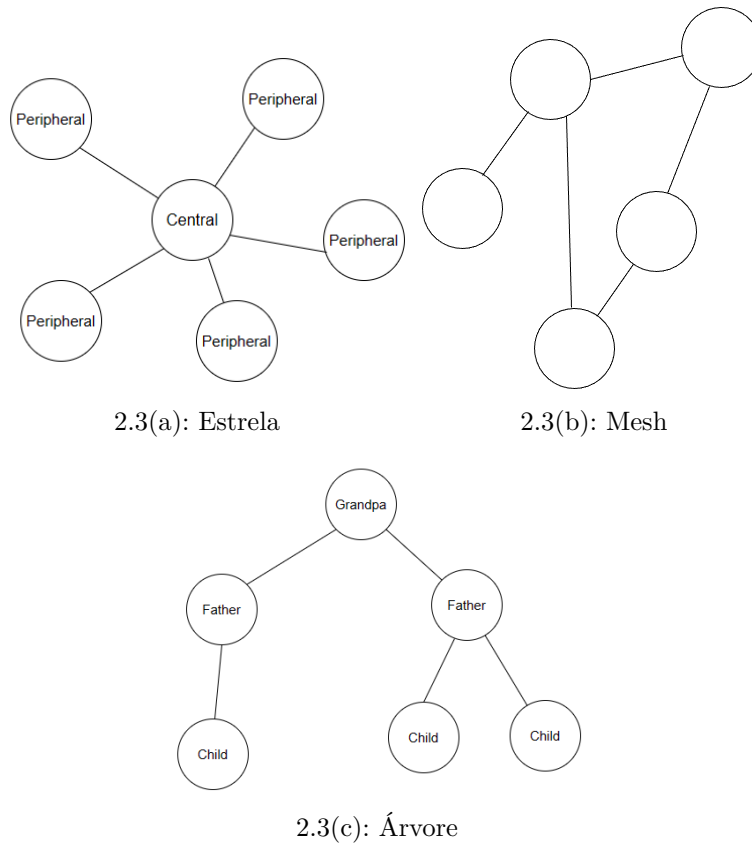 Peripheral
Peripheral
Central
Peripheral
Peripheral
Peripheral
2.3(a): Estrela
2.3(b): Mesh
Grandpa
Father
Father
Child
Child
Child
2.3(c): Árvore